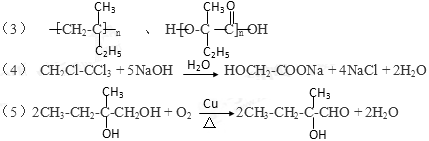 CH₃ CH₃ O
(3) -[CH₂-C-]n 、 H-[O-C — C-]n-OH
C₂H₅ C₂H₅
(4) CH₂Cl-CCl₃ + 5NaOH H₂O→ HOCH₂-COONa + 4NaCl + 2H₂O
CH₃ CH₃
(5) 2CH₃-CH₂-C-CH₂OH + O₂ Cu→△ 2CH₃-CH₂-C-CHO + 2H₂O
OH OH